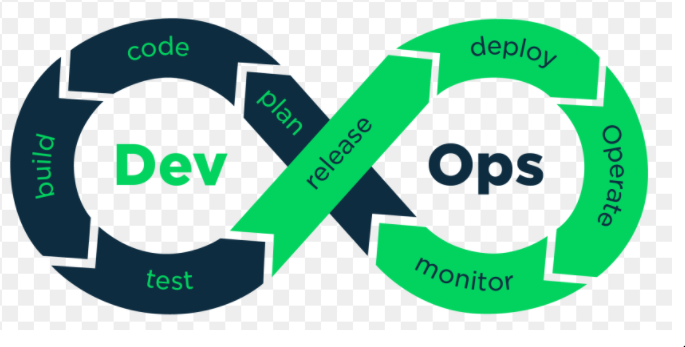 code
deploy
plan
release
build
Dev
Ops
Operate
test
monitor